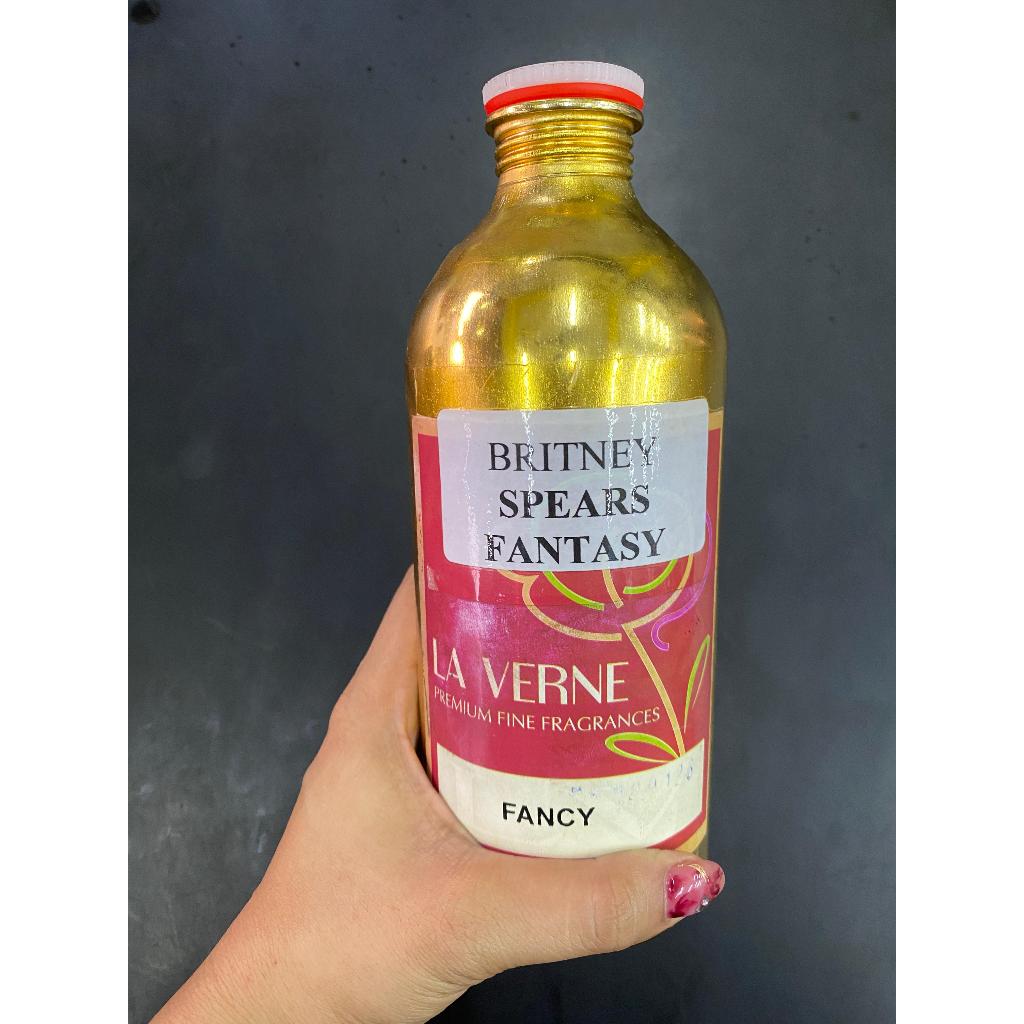 BRITNEY
SPEARS
FANTASY
LA VERNE
PREMIUM FINE FRAGRANCES
FANCY